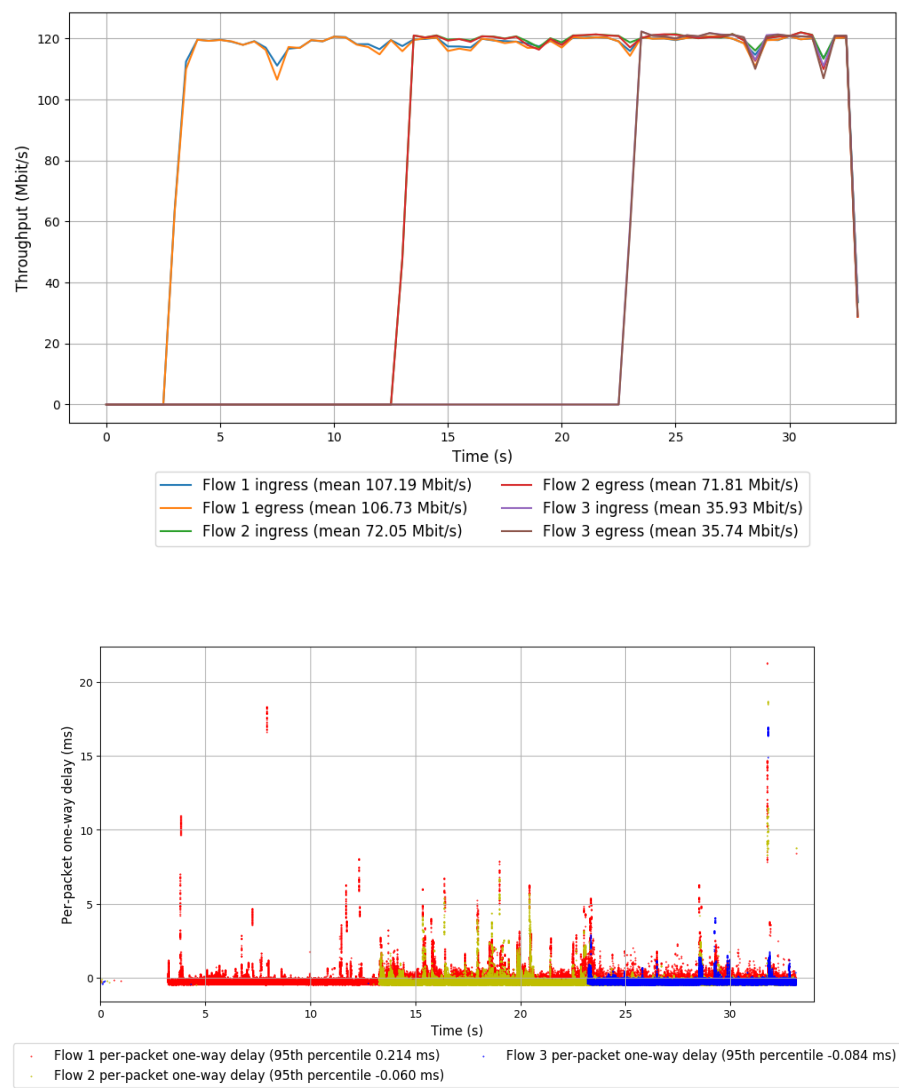 120
100
80
60
40
20
0
Throughput (Mbit/s)
0 5 10 15 20 25 30
Time (s)
Flow 1 ingress (mean 107.19 Mbit/s)
Flow 1 egress (mean 106.73 Mbit/s)
Flow 2 ingress (mean 72.05 Mbit/s)
Flow 2 egress (mean 71.81 Mbit/s)
Flow 3 ingress (mean 35.93 Mbit/s)
Flow 3 egress (mean 35.74 Mbit/s)
20
15
10
5
0
Per-packet one-way delay (ms)
0 5 10 15 20 25 30
Time (s)
Flow 1 per-packet one-way delay (95th percentile 0.214 ms)
Flow 2 per-packet one-way delay (95th percentile -0.060 ms)
Flow 3 per-packet one-way delay (95th percentile -0.084 ms)